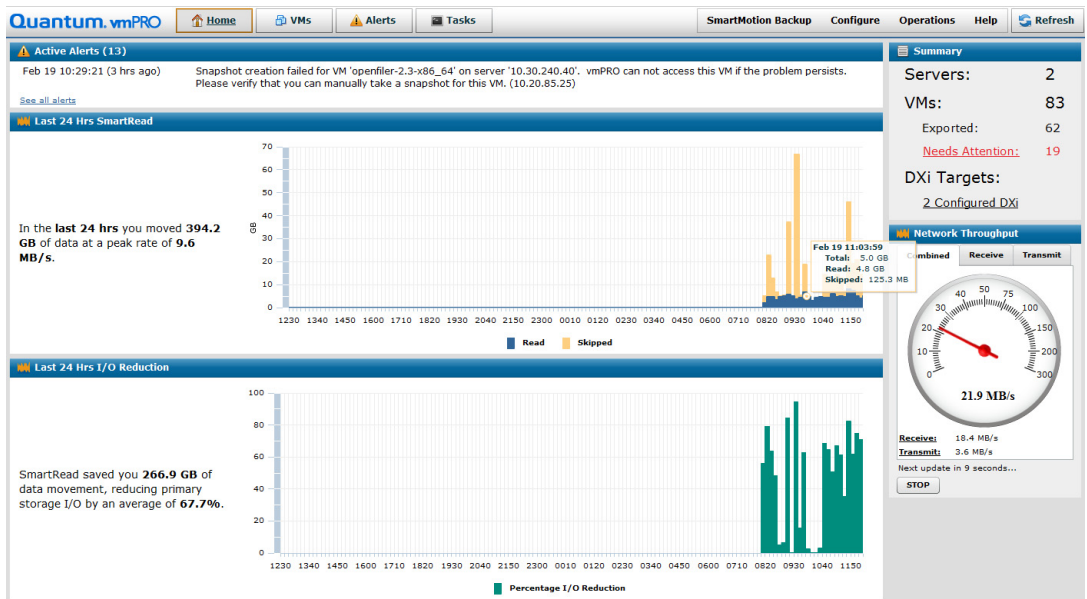 Quantum. vmPRO
Home
VMs
Alerts
Tasks
SmartMotion Backup
Configure
Operations
Help
Refresh
Active Alerts (13)
Feb 19 10:29:21 (3 hrs ago)
Snapshot creation failed for VM 'openfiler-2.3-x86_64' on server '10.30.240.40'.  vmPRO can not access this VM if the problem persists.
Please verify that you can manually take a snapshot for this VM. (10.20.85.25)
See all alerts
Last 24 Hrs SmartRead
In the last 24 hrs you moved 394.2
GB of data at a peak rate of 9.6
MB/s.
70
60
50
40
30
20
10
0
GB
1230 1340 1450 1600 1710 1820 1930 2040 2150 2300 0010 0120 0230 0340 0450 0600 0710 0820 0930 1040 1150
Feb 19 11:03:59
Total: 5.0 GB
Read: 4.8 GB
Skipped: 125.3 MB
Read
Skipped
Last 24 Hrs I/O Reduction
SmartRead saved you 266.9 GB of
data movement, reducing primary
storage I/O by an average of 67.7%.
100
80
60
40
20
0
1230 1340 1450 1600 1710 1820 1930 2040 2150 2300 0010 0120 0230 0340 0450 0600 0710 0820 0930 1040 1150
Percentage I/O Reduction
Summary
Servers: 2
VMs: 83
Exported: 62
Needs Attention: 19
DXi Targets:
2 Configured DXi
Network Throughput
Combined
Receive
Transmit
0
10
20
30
40
50
75
100
150
200
300
21.9 MB/s
Receive: 18.4 MB/s
Transmit: 3.6 MB/s
Next update in 9 seconds...
STOP